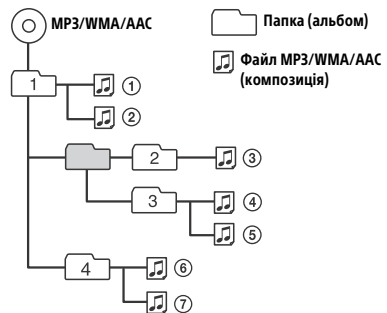 MP3/WMA/AAC
Папка (альбом)
Файл MP3/WMA/AAC
(композиція)
1
①
②
2
③
3
④
⑤
4
⑥
⑦